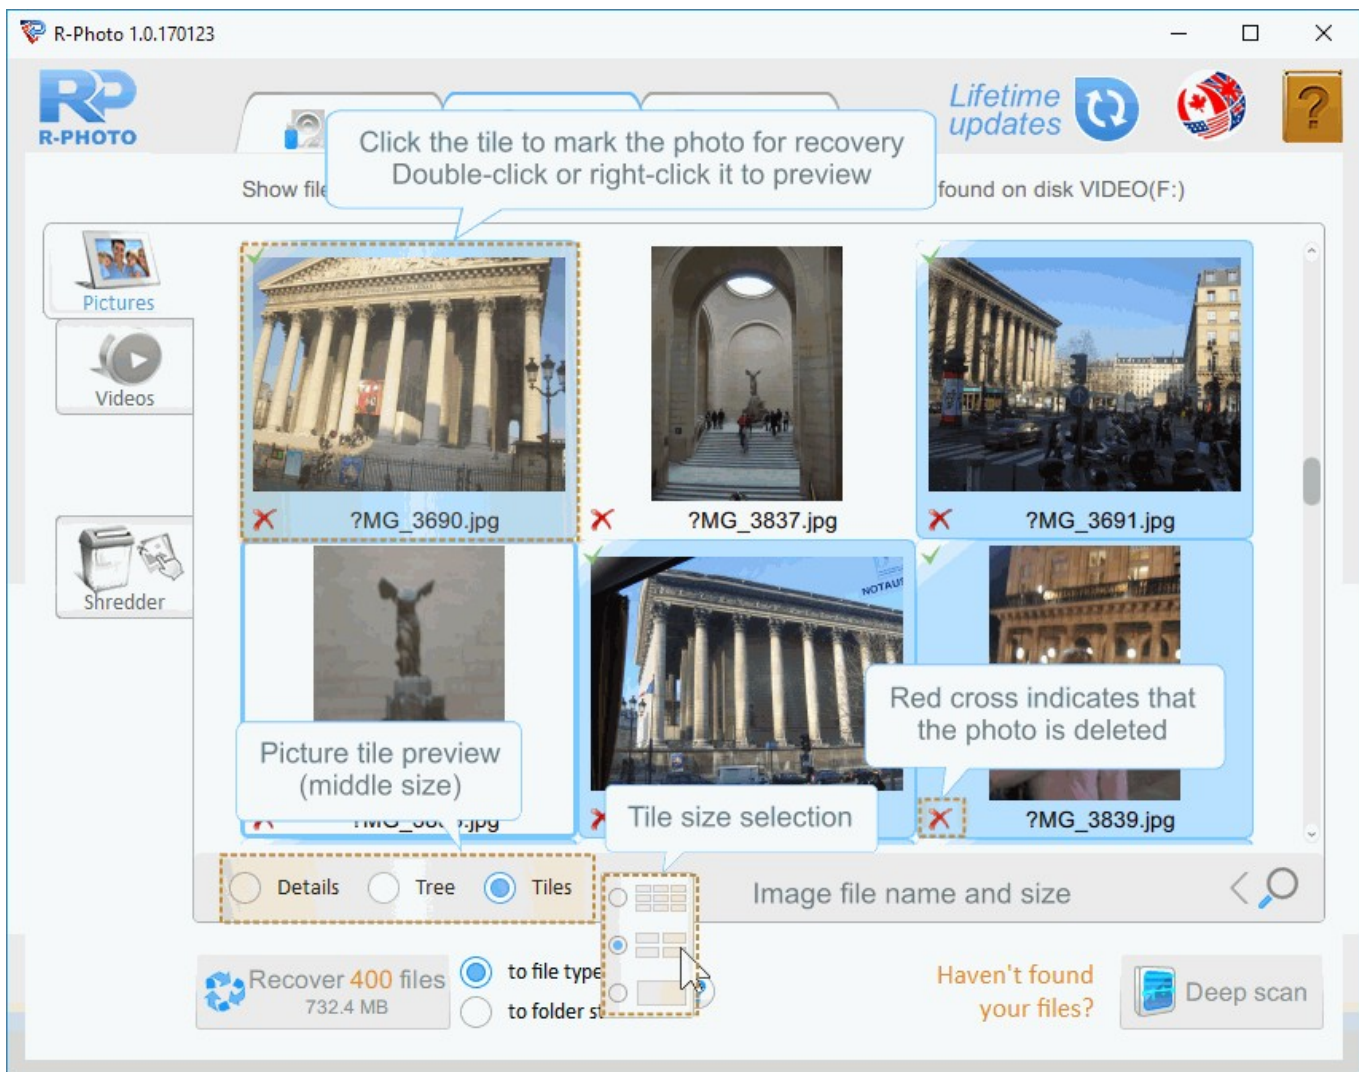 R-Photo 1.0.170123
RP
R-PHOTO
Lifetime
updates
?
Click the tile to mark the photo for recovery
Double-click or right-click it to preview
Show file
found on disk VIDEO(F:)
Pictures
Videos
Shredder
?MG_3690.jpg
?MG_3837.jpg
?MG_3691.jpg
NOTAU
Red cross indicates that
the photo is deleted
Picture tile preview
(middle size)
Tile size selection
?MG_3839.jpg
Details
Tree
Tiles
Image file name and size
Recover 400 files
732.4 MB
to file type
to folder st
Haven't found
your files?
Deep scan